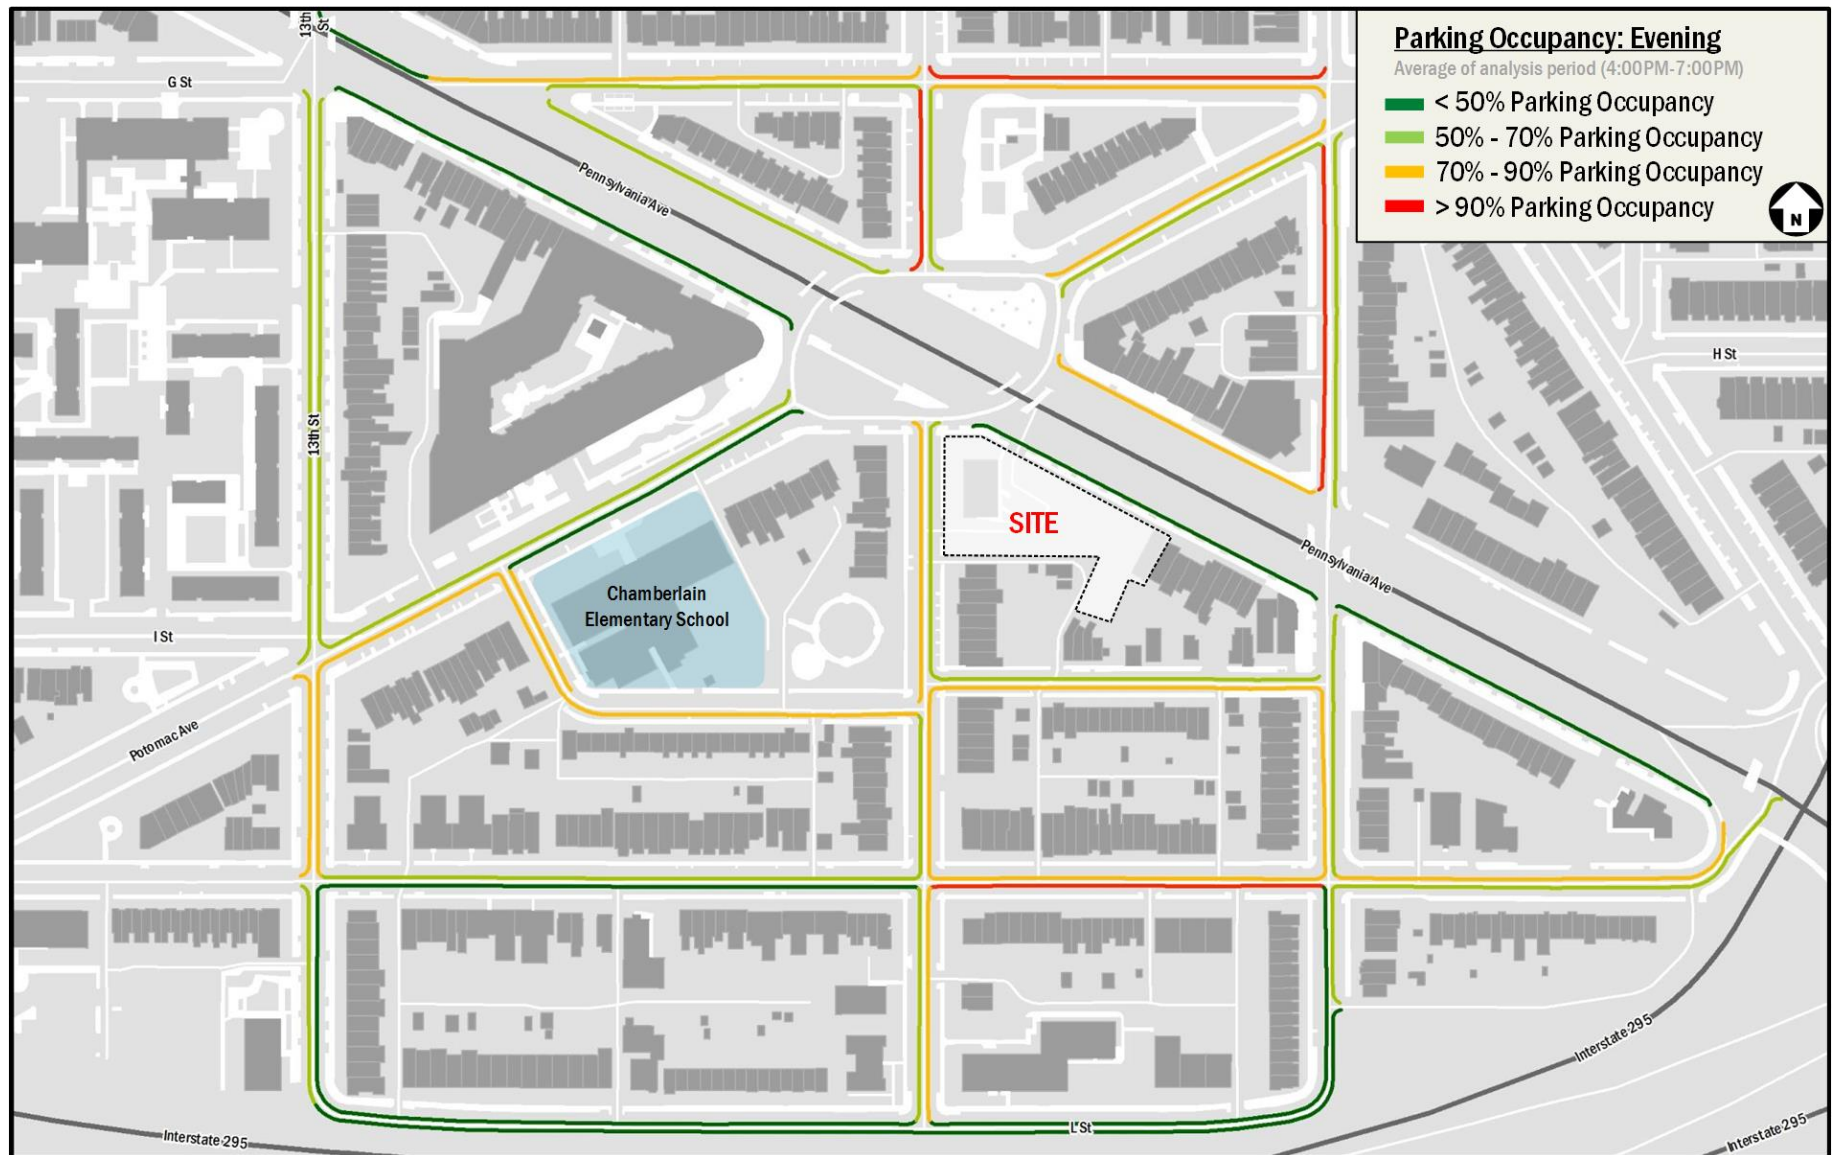 13th
St
Parking Occupancy: Evening
Average of analysis period (4:00PM-7:00PM)
< 50% Parking Occupancy
50% - 70% Parking Occupancy
70% - 90% Parking Occupancy
> 90% Parking Occupancy
N
G St
Pennsylvania Ave
H St
13th St
SITE
Pennsylvania Ave
Chamberlain
Elementary School
I St
Potomac Ave
Interstate 295
L St
Interstate 295
Interstate 295